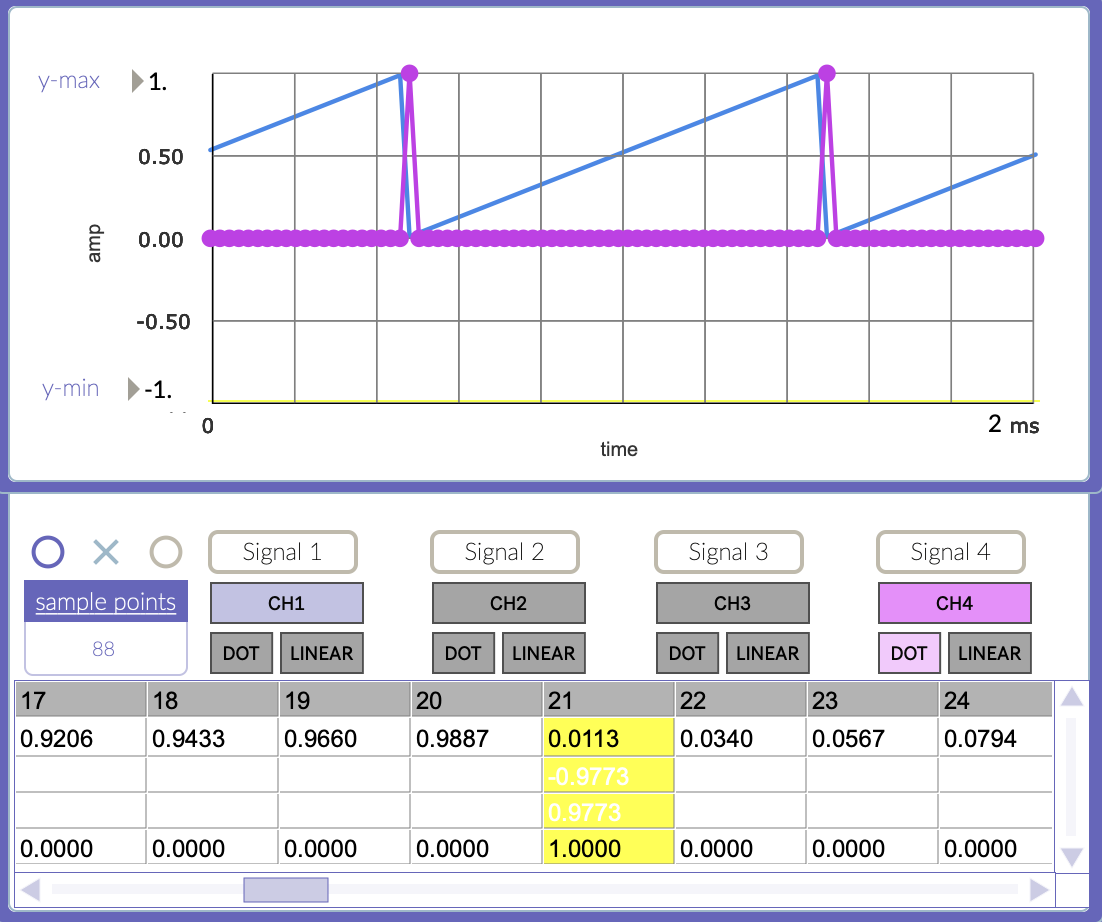 y-max 1.
0.50
0.00
amp
-0.50
y-min -1.
0 2 ms
time
Signal 1 Signal 2 Signal 3 Signal 4
sample points CH1 CH2 CH3 CH4
88 DOT LINEAR DOT LINEAR DOT LINEAR DOT LINEAR
17 18 19 20 21 22 23 24
0.9206 0.9433 0.9660 0.9887 0.0113 0.0340 0.0567 0.0794
-0.9773
0.9773
0.0000 0.0000 0.0000 0.0000 1.0000 0.0000 0.0000 0.0000